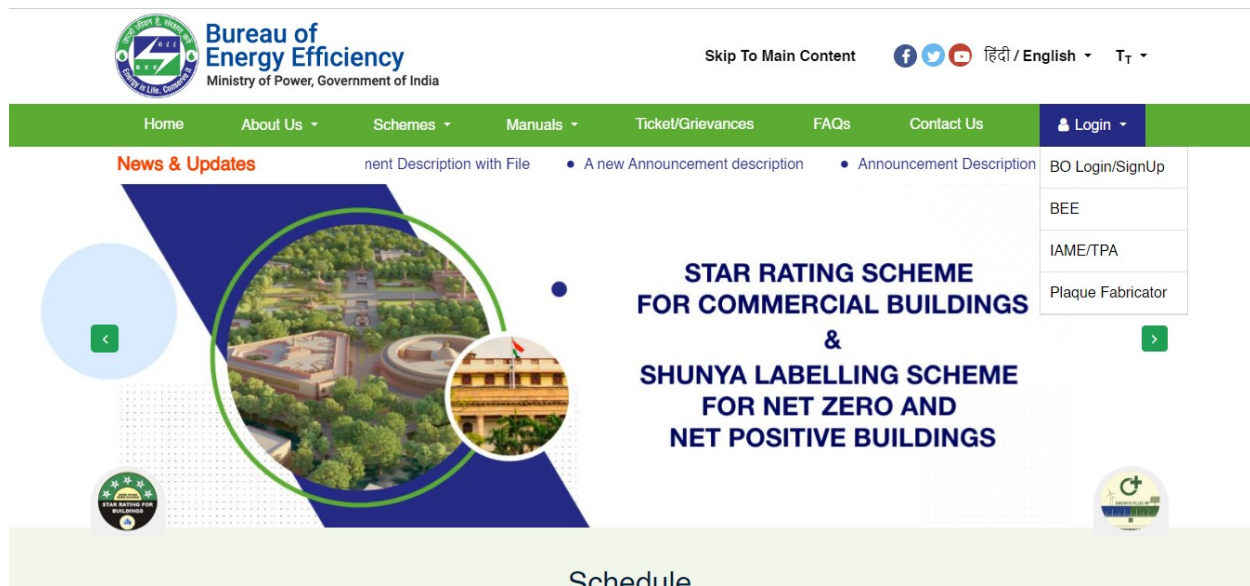 Bureau of
Energy Efficiency
Ministry of Power, Government of India
Skip To Main Content
हिंदी / English
TT
Home About Us Schemes Manuals Ticket/Grievances FAQs Contact Us Login
News & Updates
nent Description with File • A new Announcement description • Announcement Description
BO Login/SignUp
BEE
IAME/TPA
Plaque Fabricator
STAR RATING SCHEME
FOR COMMERCIAL BUILDINGS
&
SHUNYA LABELLING SCHEME
FOR NET ZERO AND
NET POSITIVE BUILDINGS
STAR RATING FOR
BUILDINGS
Schedule